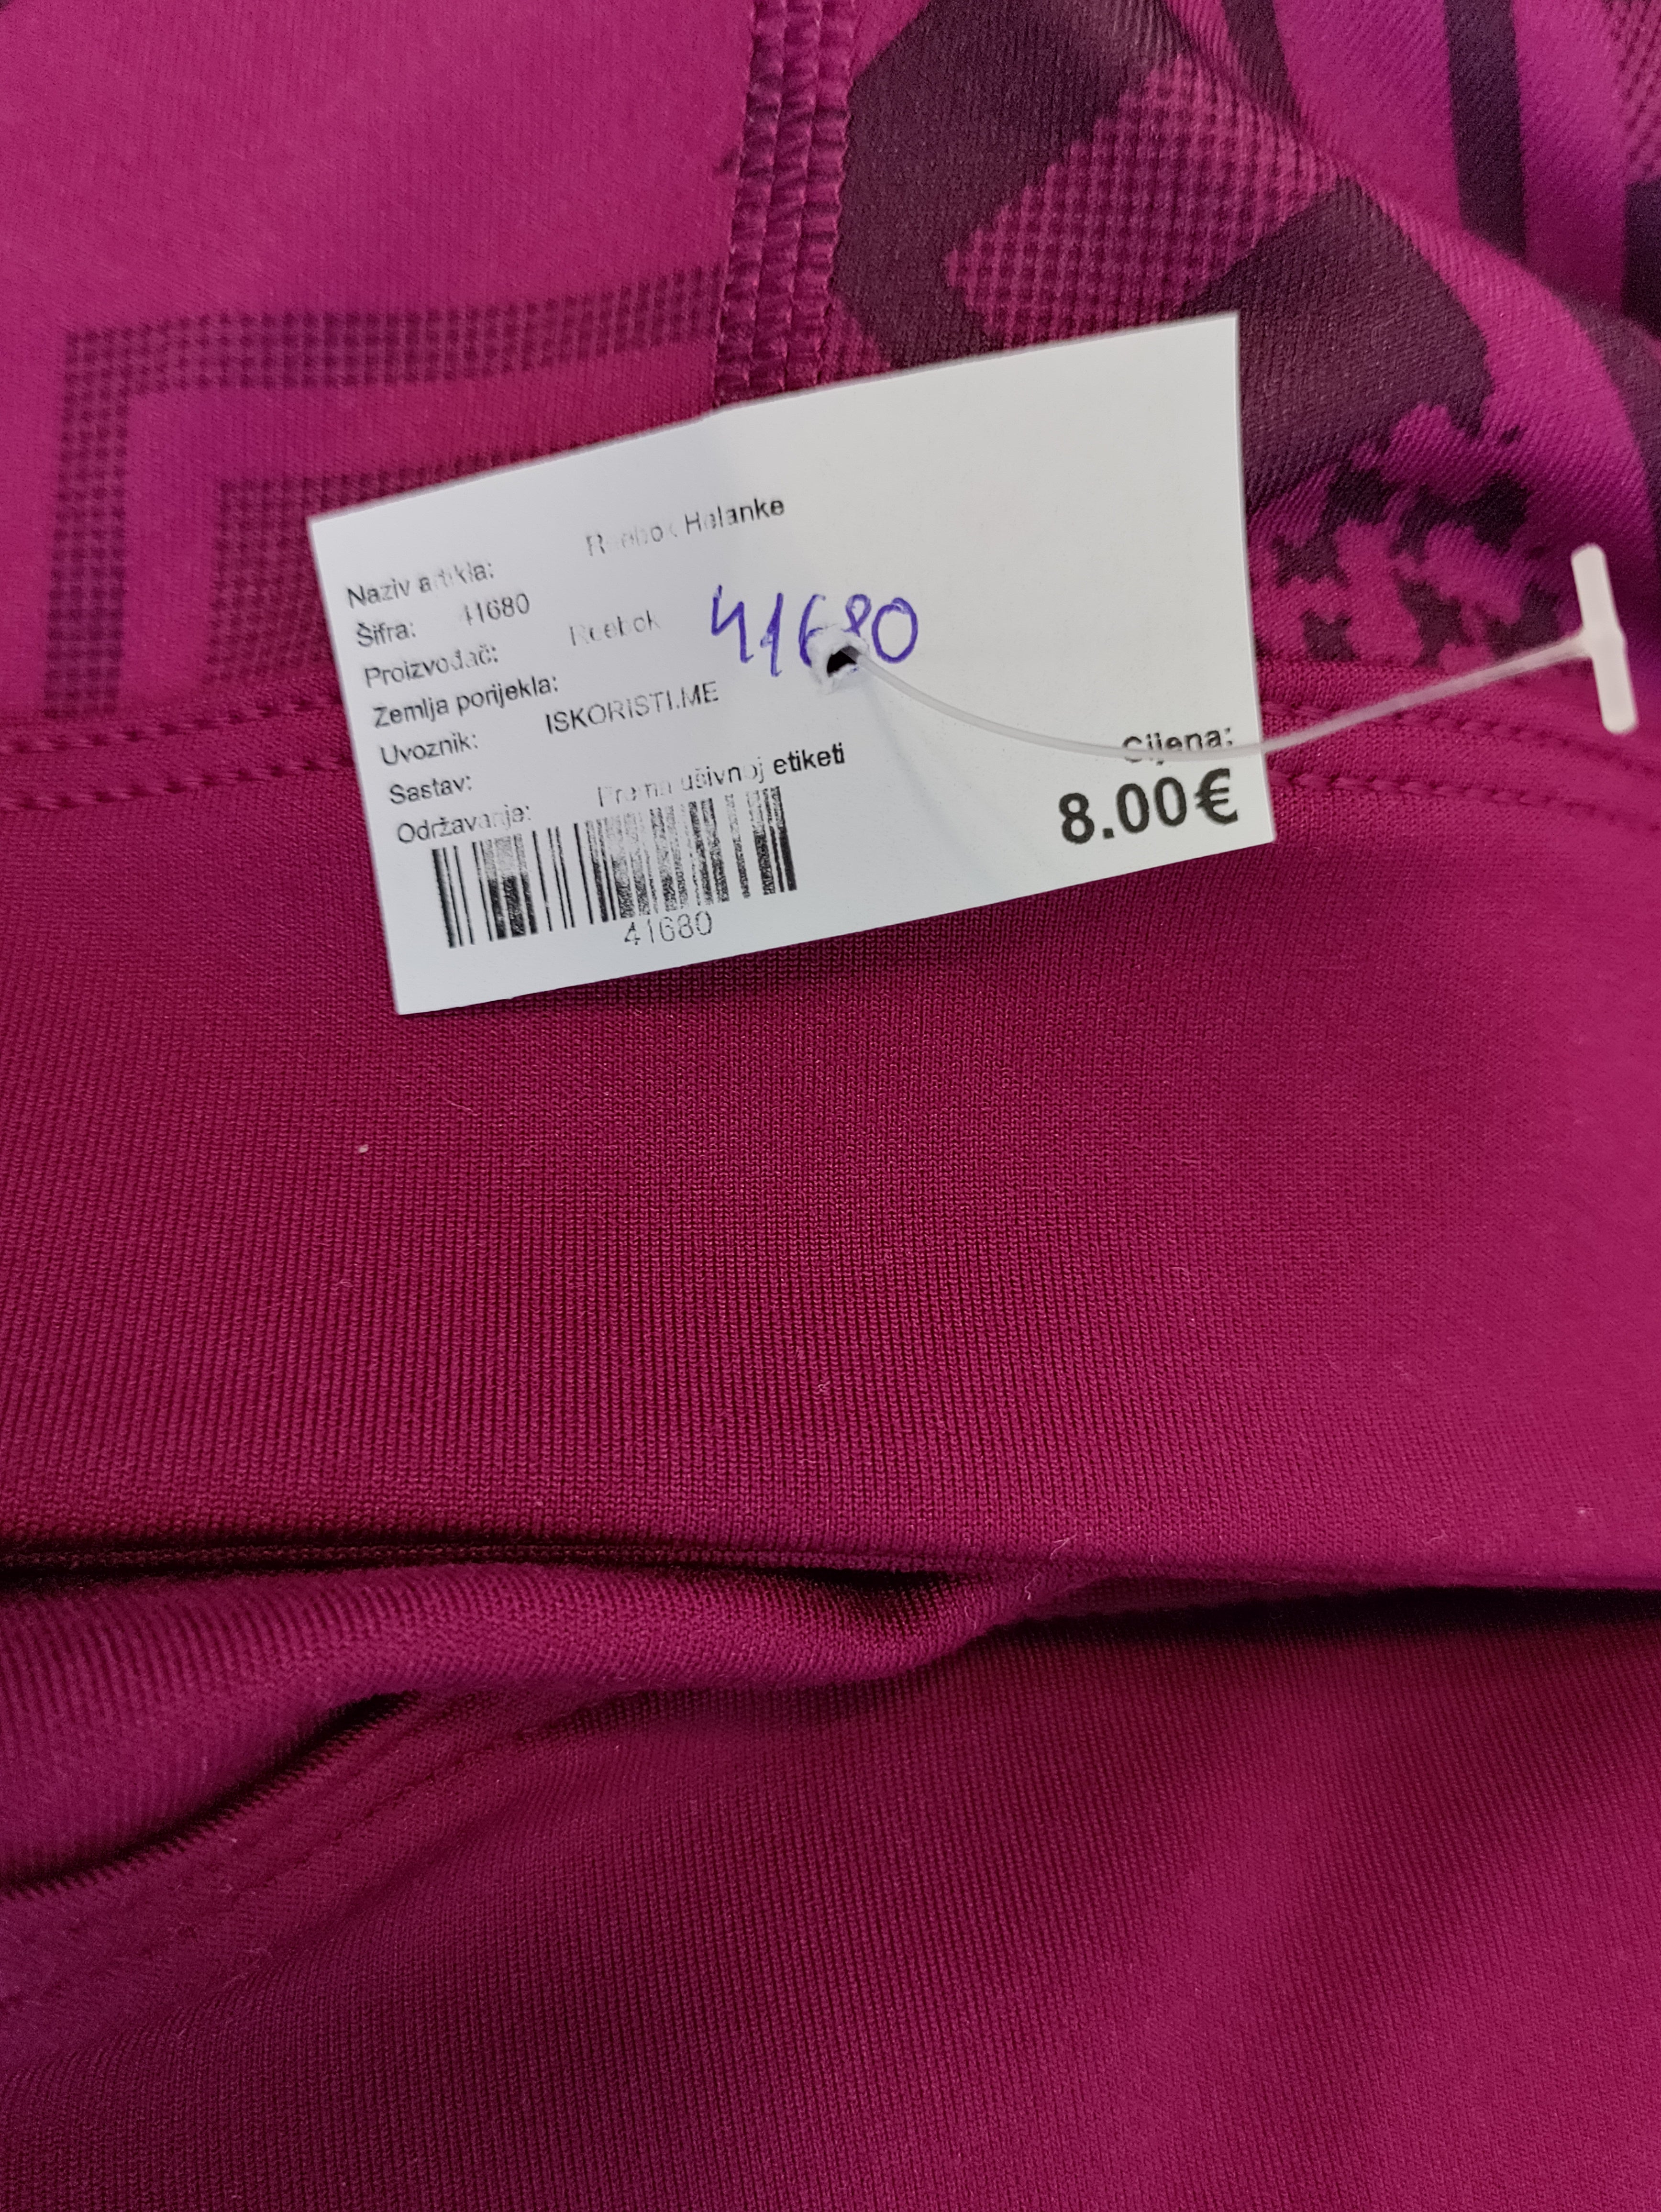 Naziv artikla: Reebok Helanke
Šifra: 41680
Proizvođač: Reebok 41680
Zemlja porijekla:
Uvoznik: ISKORISTI.ME
Sastav:
Održavanje: Prema ušivnoj etiketi
Cijena:
8.00€
41680